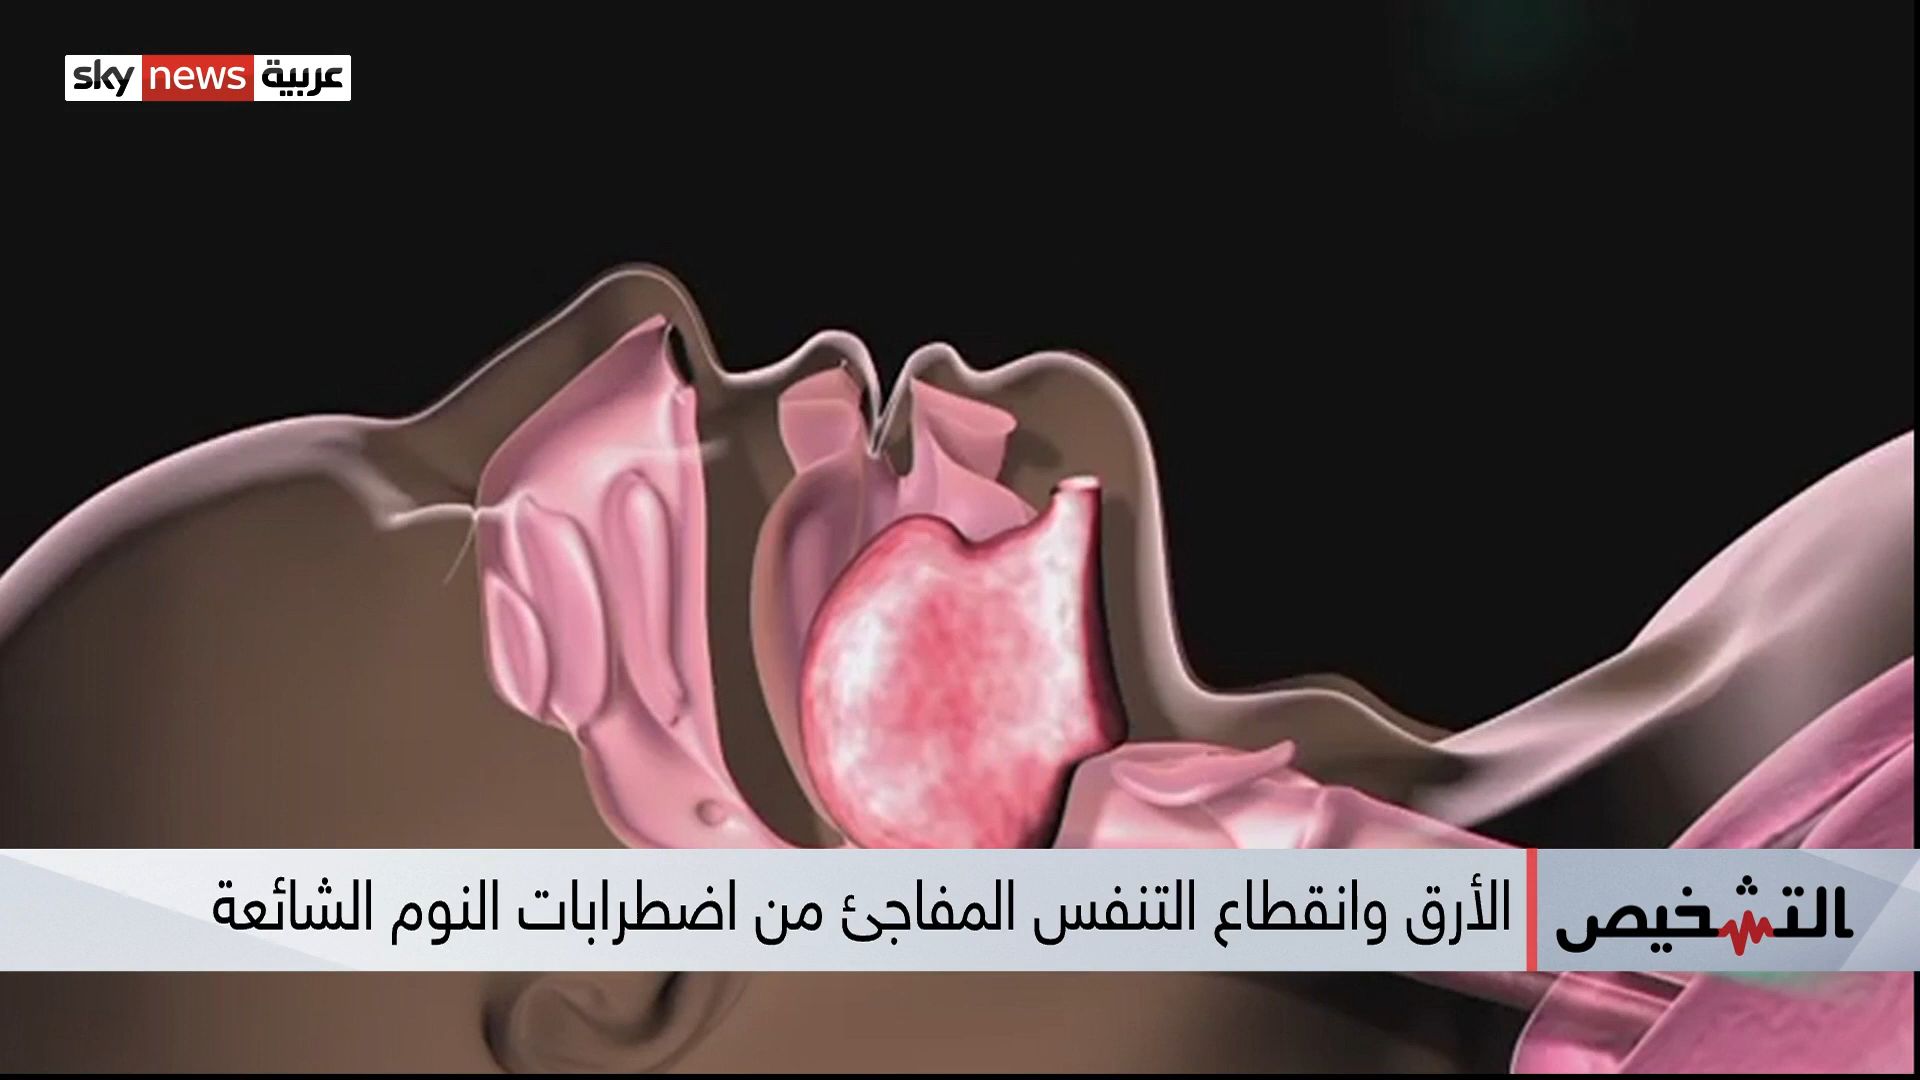 sky news عربية
التشخيص
الأرق وانقطاع التنفس المفاجئ من اضطرابات النوم الشائعة